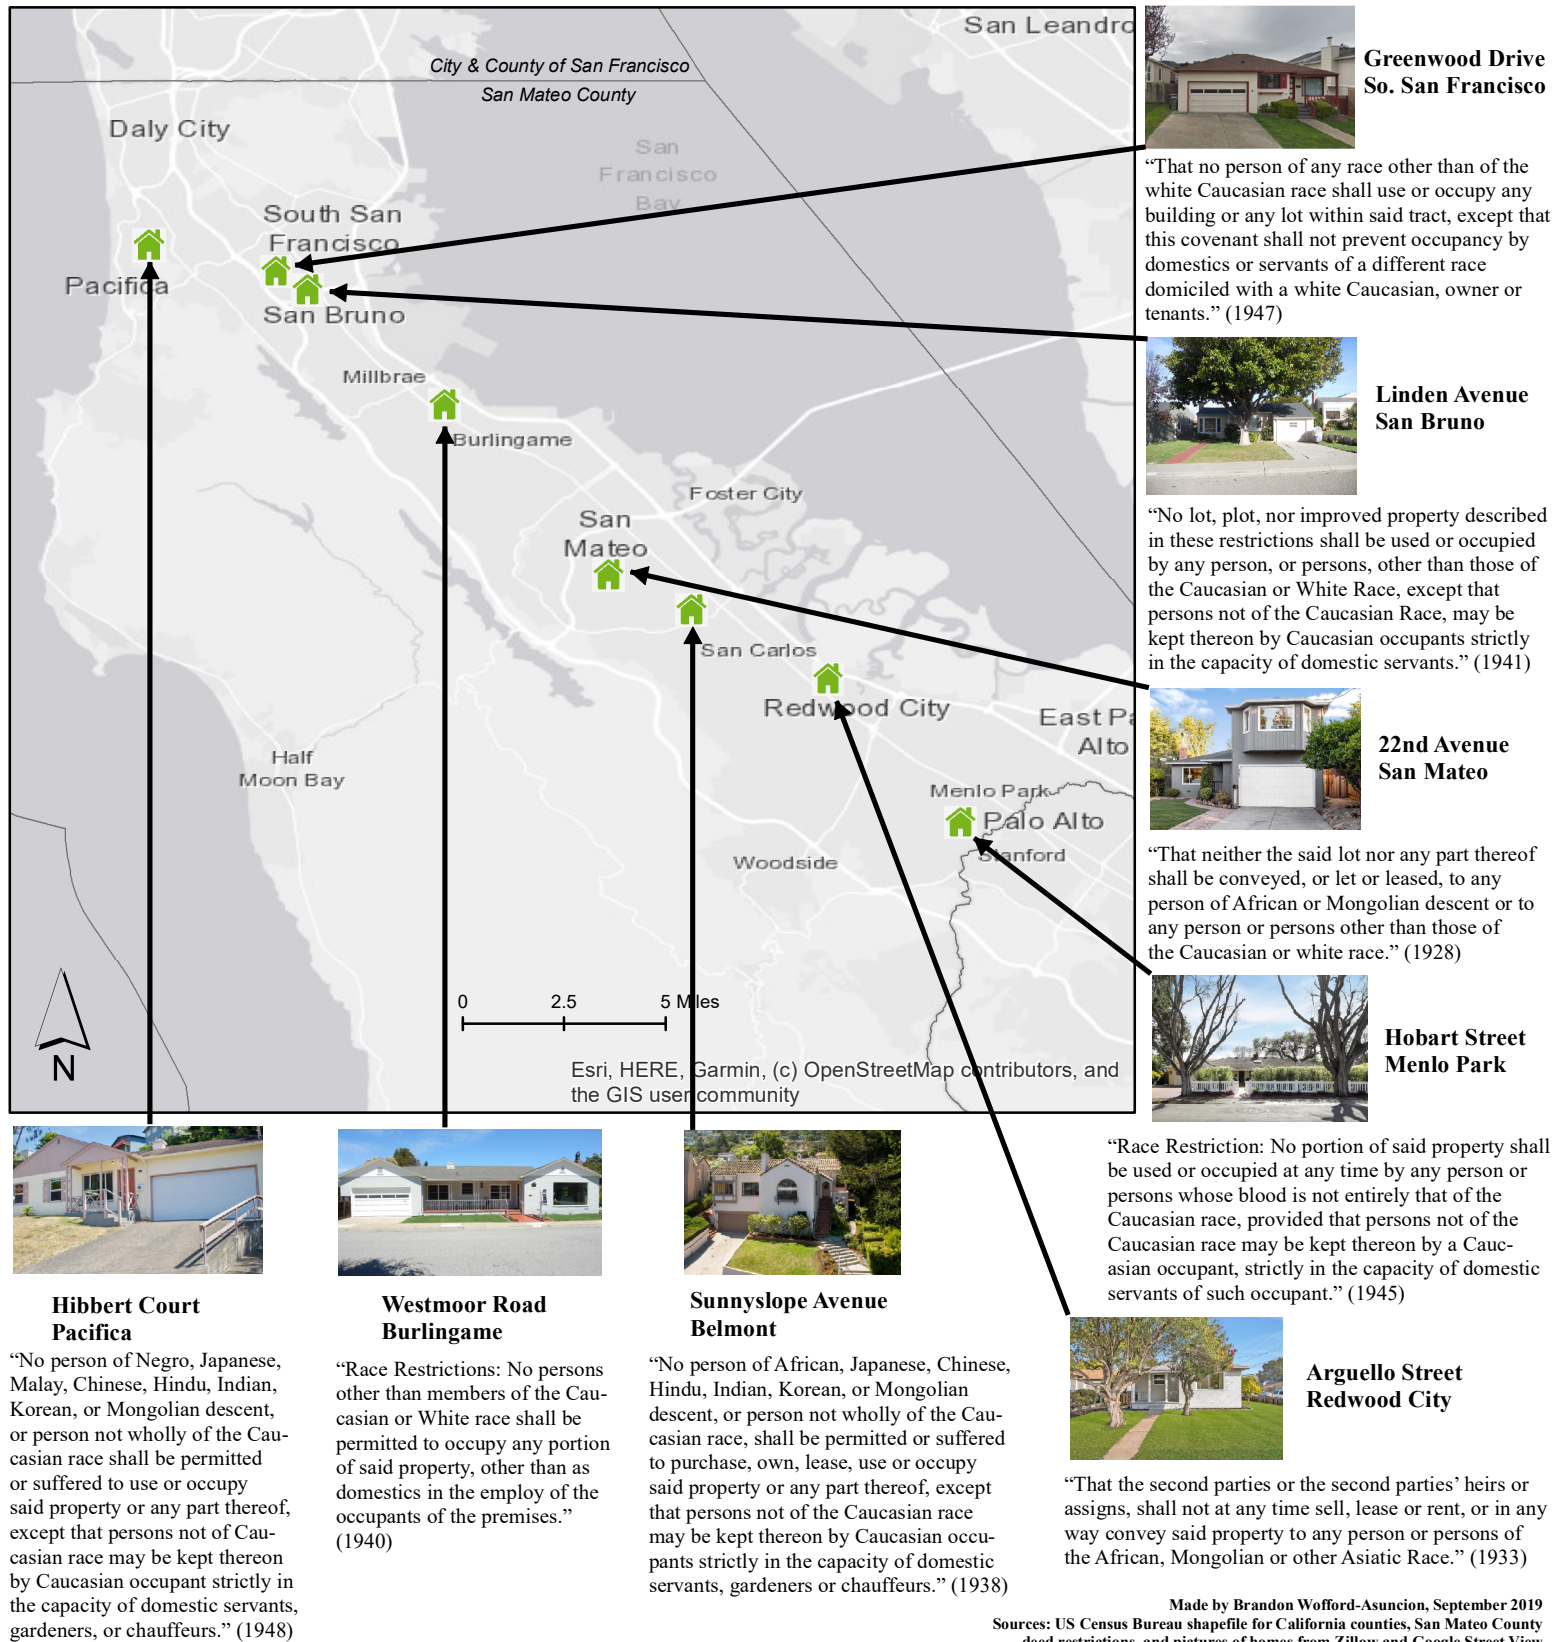 City & County of San Francisco
San Mateo County
San Leandro
Daly City
San
Francisco
Bay
South San
Francisco
Pacifica
San Bruno
Millbrae
Burlingame
Foster City
San
Mateo
San Carlos
Redwood City
East Pa
Alto
Half
Moon Bay
Menlo Park
Palo Alto
Stanford
Woodside
0 2.5 5 Miles
N
Esri, HERE, Garmin, (c) OpenStreetMap contributors, and
the GIS user community
Greenwood Drive
So. San Francisco
“That no person of any race other than of the
white Caucasian race shall use or occupy any
building or any lot within said tract, except that
this covenant shall not prevent occupancy by
domestics or servants of a different race
domiciled with a white Caucasian, owner or
tenants.” (1947)
Linden Avenue
San Bruno
“No lot, plot, nor improved property described
in these restrictions shall be used or occupied
by any person, or persons, other than those of
the Caucasian or White Race, except that
persons not of the Caucasian Race, may be
kept thereon by Caucasian occupants strictly
in the capacity of domestic servants.” (1941)
22nd Avenue
San Mateo
“That neither the said lot nor any part thereof
shall be conveyed, or let or leased, to any
person of African or Mongolian descent or to
any person or persons other than those of
the Caucasian or white race.” (1928)
Hobart Street
Menlo Park
“Race Restriction: No portion of said property shall
be used or occupied at any time by any person or
persons whose blood is not entirely that of the
Caucasian race, provided that persons not of the
Caucasian race may be kept thereon by a Cauc-
asian occupant, strictly in the capacity of domestic
servants of such occupant.” (1945)
Hibbert Court
Pacifica
“No person of Negro, Japanese,
Malay, Chinese, Hindu, Indian,
Korean, or Mongolian descent,
or person not wholly of the Cau-
casian race shall be permitted
or suffered to use or occupy
said property or any part thereof,
except that persons not of Cau-
casian race may be kept thereon
by Caucasian occupant strictly in
the capacity of domestic servants,
gardeners, or chauffeurs.” (1948)
Westmoor Road
Burlingame
“Race Restrictions: No persons
other than members of the Cau-
casian or White race shall be
permitted to occupy any portion
of said property, other than as
domestics in the employ of the
occupants of the premises.”
(1940)
Sunnyslope Avenue
Belmont
“No person of African, Japanese, Chinese,
Hindu, Indian, Korean, or Mongolian
descent, or person not wholly of the Cau-
casian race, shall be permitted or suffered
to purchase, own, lease, use or occupy
said property or any part thereof, except
that persons not of the Caucasian race
may be kept thereon by Caucasian occu-
pants strictly in the capacity of domestic
servants, gardeners or chauffeurs.” (1938)
Arguello Street
Redwood City
“That the second parties or the second parties’ heirs or
assigns, shall not at any time sell, lease or rent, or in any
way convey said property to any person or persons of
the African, Mongolian or other Asiatic Race.” (1933)
Made by Brandon Wofford-Asuncion, September 2019
Sources: US Census Bureau shapefile for California counties, San Mateo County
deed restrictions, and pictures of homes from Zillow and Google Street View